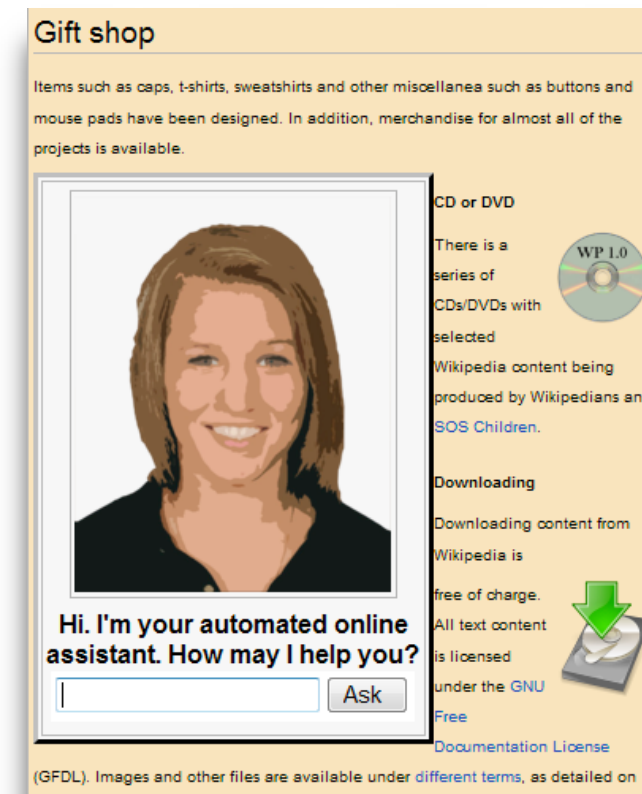 Gift shop
Items such as caps, t-shirts, sweatshirts and other miscellanea such as buttons and
mouse pads have been designed. In addition, merchandise for almost all of the
projects is available.
Hi. I'm your automated online
assistant. How may I help you?
Ask
CD or DVD
There is a
series of
CDs/DVDs with
selected
Wikipedia content being
produced by Wikipedians an
SOS Children.
WP 1.0
Downloading
Downloading content from
Wikipedia is
free of charge.
All text content
is licensed
under the GNU
Free
Documentation License
(GFDL). Images and other files are available under different terms, as detailed on